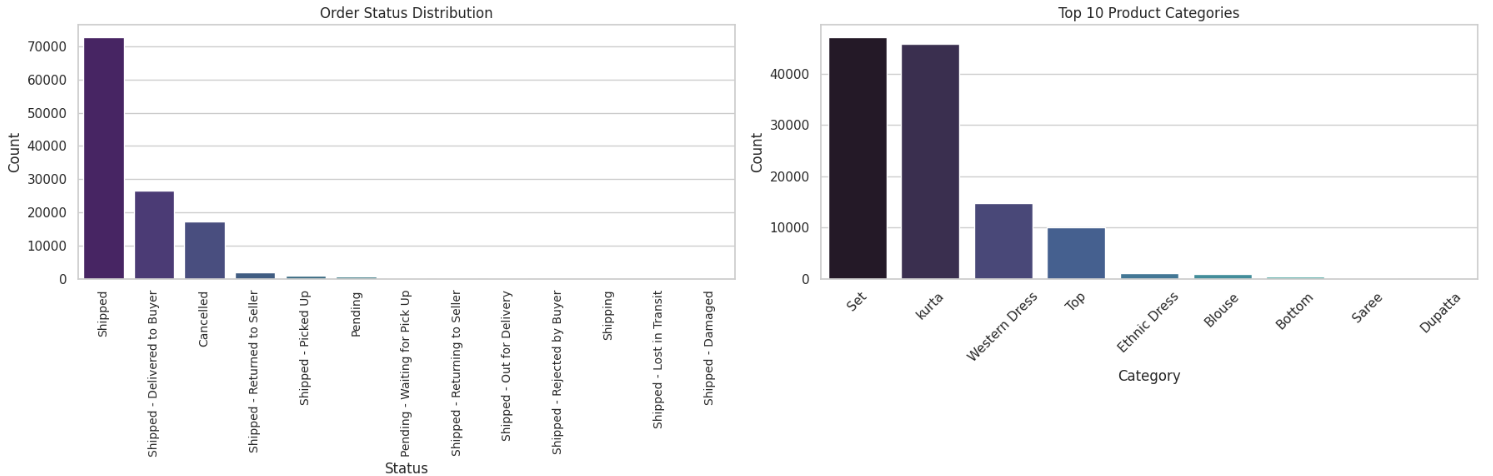 Order Status Distribution
Count
70000
60000
50000
40000
30000
20000
10000
0
Shipped
Shipped - Delivered to Buyer
Cancelled
Shipped - Returned to Seller
Shipped - Picked Up
Pending
Pending - Waiting for Pick Up
Shipped - Returning to Seller
Shipped - Out for Delivery
Shipped - Rejected by Buyer
Shipping
Shipped - Lost in Transit
Shipped - Damaged
Status
Top 10 Product Categories
Count
40000
30000
20000
10000
0
Set
kurta
Western Dress
Top
Ethnic Dress
Blouse
Bottom
Saree
Dupatta
Category